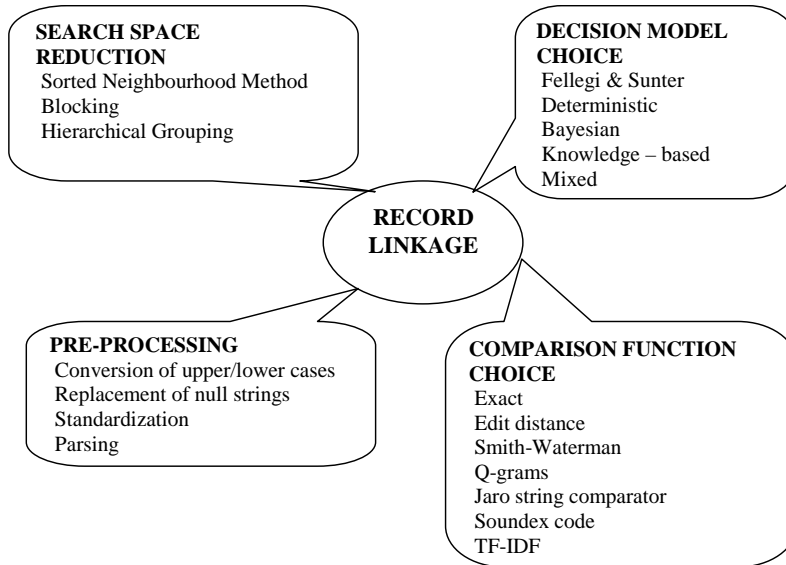 SEARCH SPACE
REDUCTION
Sorted Neighbourhood Method
Blocking
Hierarchical Grouping
DECISION MODEL
CHOICE
Fellegi & Sunter
Deterministic
Bayesian
Knowledge – based
Mixed
RECORD
LINKAGE
PRE-PROCESSING
Conversion of upper/lower cases
Replacement of null strings
Standardization
Parsing
COMPARISON FUNCTION
CHOICE
Exact
Edit distance
Smith-Waterman
Q-grams
Jaro string comparator
Soundex code
TF-IDF